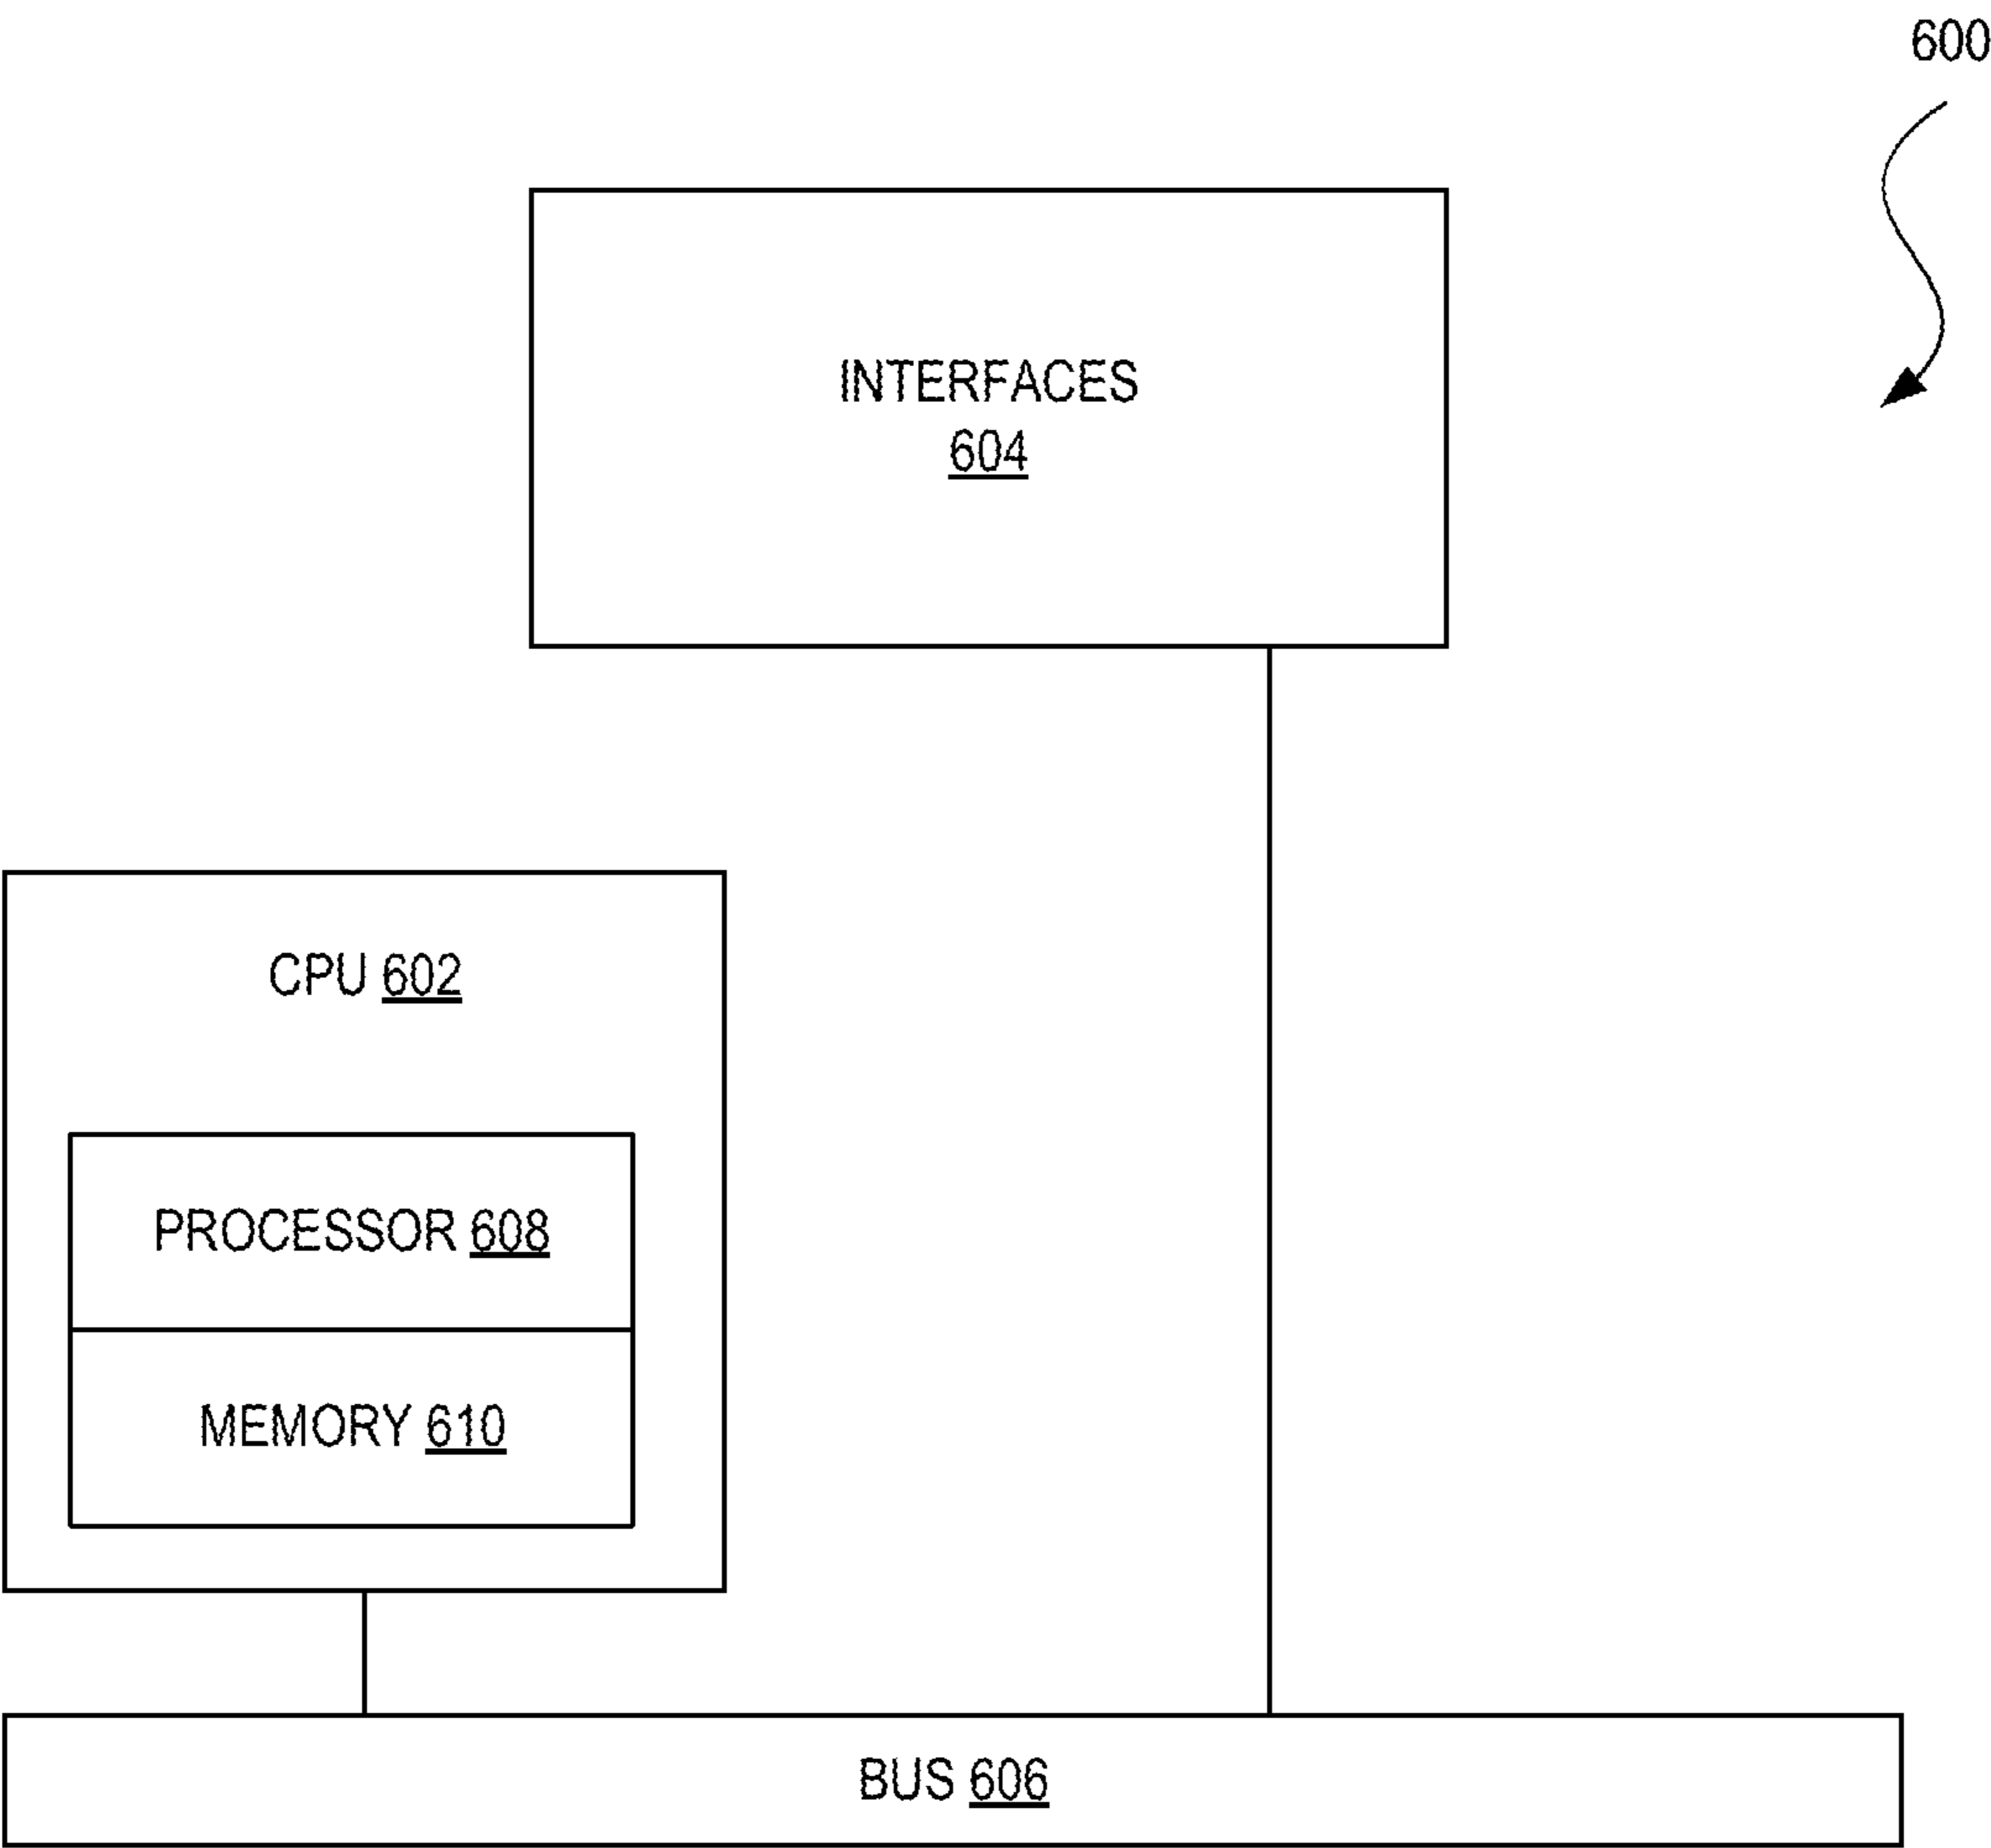 600
INTERFACES
604
CPU 602
PROCESSOR 608
MEMORY 610
BUS 606